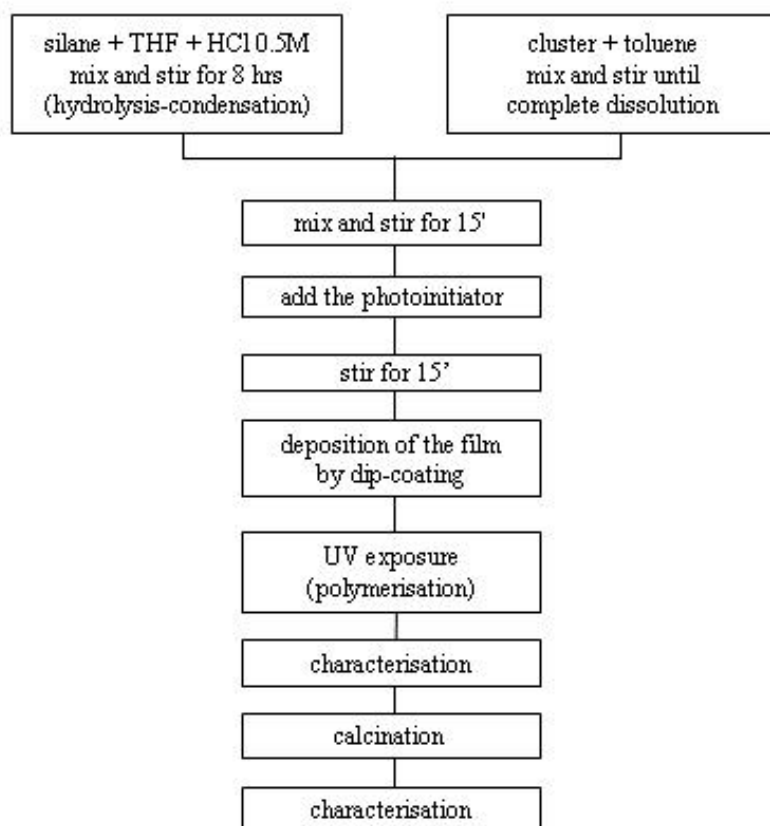 silane + THF + HCl 0.5M
mix and stir for 8 hrs
(hydrolysis-condensation)
cluster + toluene
mix and stir until
complete dissolution
mix and stir for 15'
add the photoinitiator
stir for 15’
deposition of the film
by dip-coating
UV exposure
(polymerisation)
characterisation
calcination
characterisation